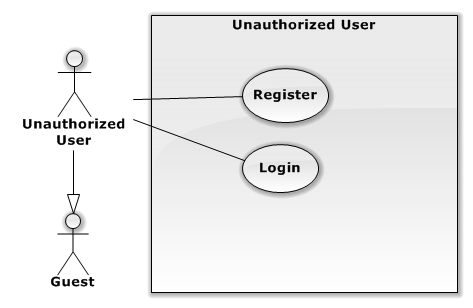 Unauthorized User
Register
Unauthorized
User
Login
Guest